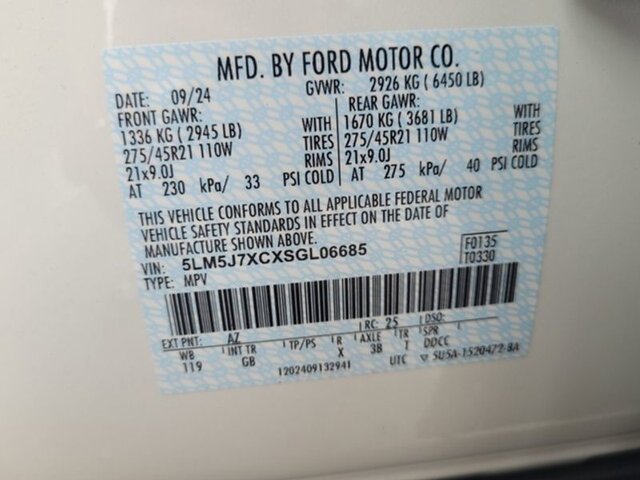 MFD. BY FORD MOTOR CO.
DATE: 09/24 GVWR: 2926 KG ( 6450 LB)
FRONT GAWR: REAR GAWR:
1336 KG ( 2945 LB) WITH 1670 KG ( 3681 LB) WITH
275/45R21 110W TIRES 275/45R21 110W TIRES
21x9.0J RIMS 21x9.0J RIMS
AT 230 kPa/ 33 PSI COLD AT 275 kPa/ 40 PSI COLD
THIS VEHICLE CONFORMS TO ALL APPLICABLE FEDERAL MOTOR
VEHICLE SAFETY STANDARDS IN EFFECT ON THE DATE OF
MANUFACTURE SHOWN ABOVE.
VIN: 5LM5J7XCXSGL06685 F0135
TYPE: MPV T0330
EXT PNT: AZ RC: 25 DSO:
WB INT TR TP/PS R AXLE TR SPR
119 GB X 3B T DDCC
1202409132941 UTC ▽ 5U5A-1520472-BA